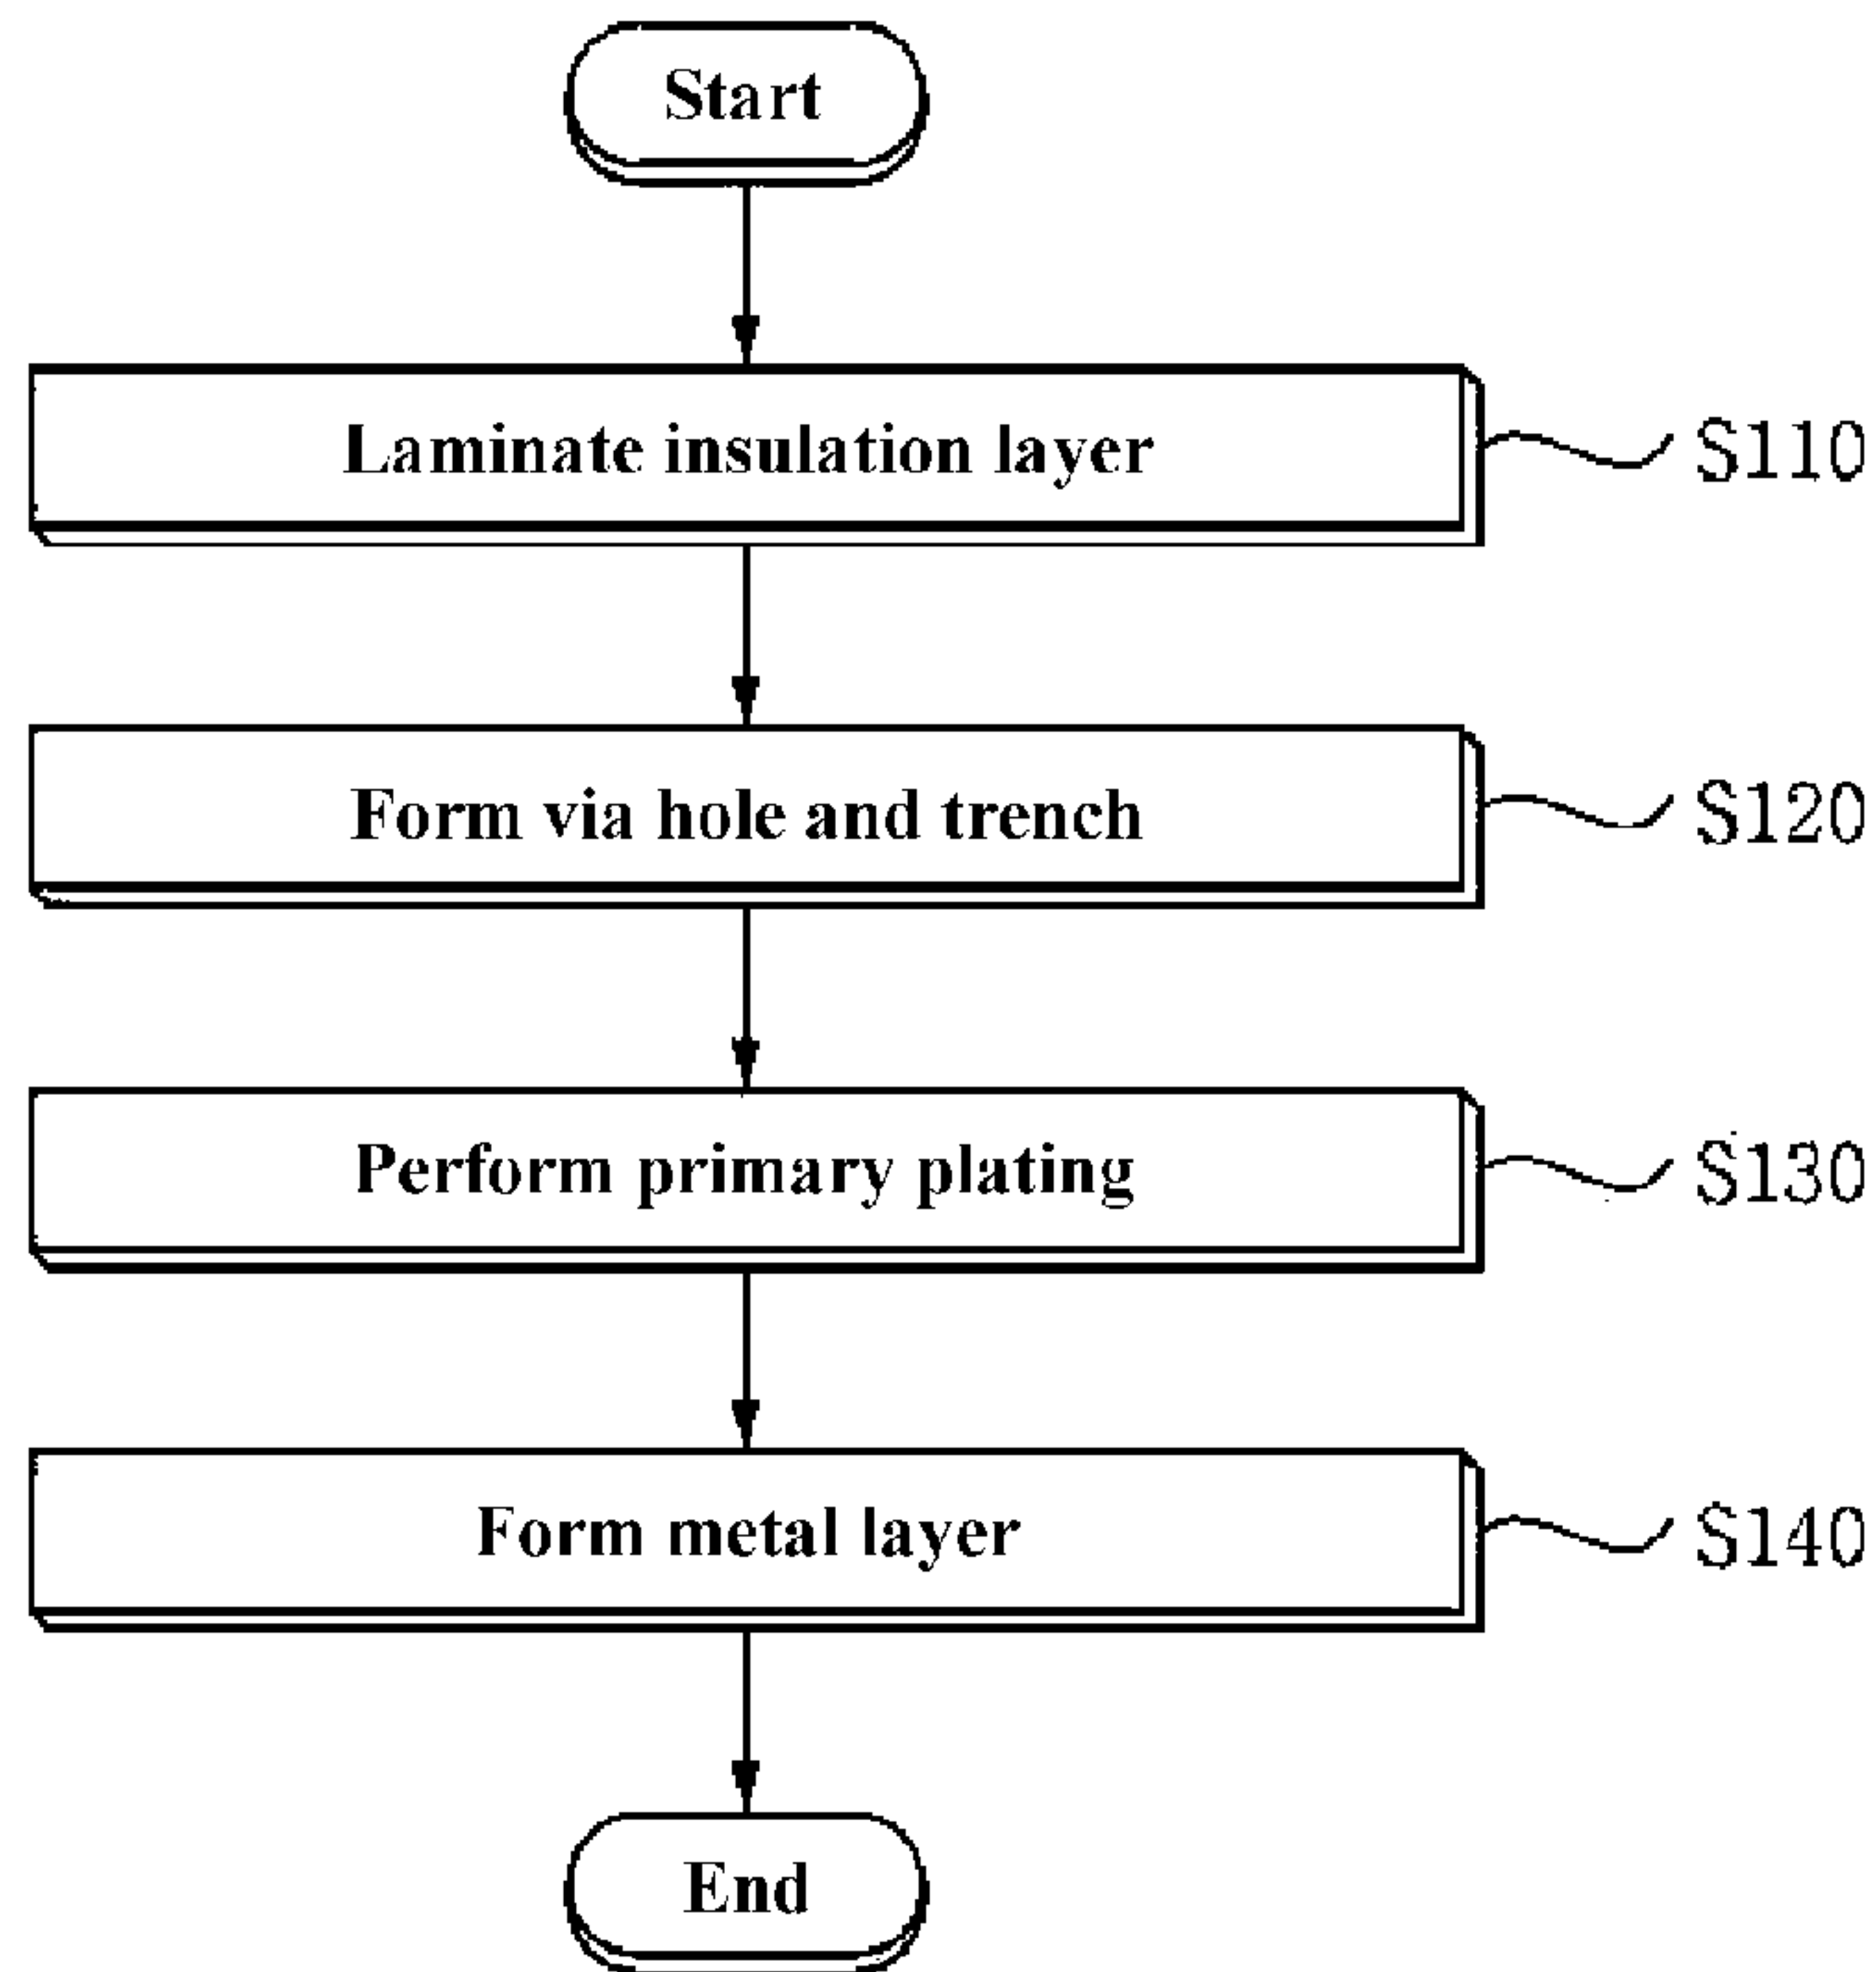 Start
Laminate insulation layer
S110
Form via hole and trench
S120
Perform primary plating
S130
Form metal layer
S140
End